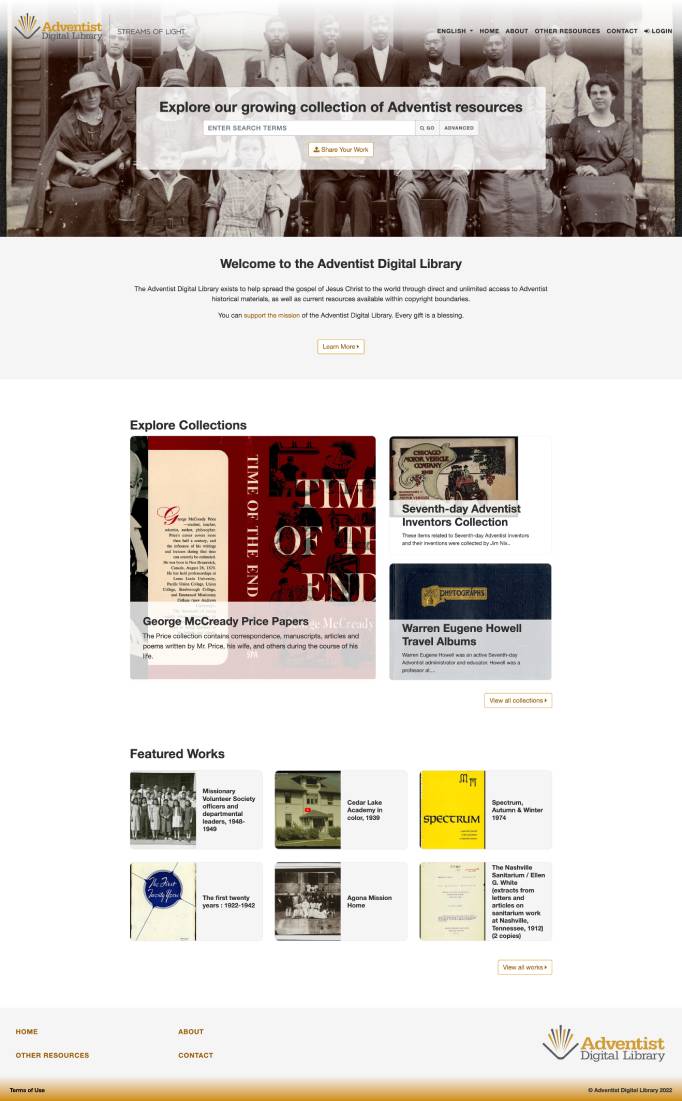 Adventist
Digital Library
STREAMS OF LIGHT
ENGLISH HOME ABOUT OTHER RESOURCES CONTACT LOGIN
Explore our growing collection of Adventist resources
ENTER SEARCH TERMS GO ADVANCED
Share Your Work
Welcome to the Adventist Digital Library
The Adventist Digital Library exists to help spread the gospel of Jesus Christ to the world through direct and unlimited access to Adventist
historical materials, as well as current resources available within copyright boundaries.
You can support the mission of the Adventist Digital Library. Every gift is a blessing.
Learn More
Explore Collections
George McCready Price
TIME OF THE END
TIM
OF TH
END
George McCready Price Papers
The Price collection contains correspondence, manuscripts, articles and
poems written by Mr. Price, his wife, and others during the course of his
life.
CHICAGO
MOTOR VEHICLE
COMPANY
Seventh-day Adventist
Inventors Collection
These items related to Seventh-day Adventist inventors
and their inventions were collected by Jim Nix...
PHOTOGRAPHS
Warren Eugene Howell
Travel Albums
Warren Eugene Howell was an active Seventh-day
Adventist administrator and educator. Howell was a
professor at....
View all collections
Featured Works
Missionary
Volunteer Society
officers and
departmental
leaders, 1948-
1949
Cedar Lake
Academy in
color, 1939
SPECTRUM
Spectrum,
Autumn & Winter
1974
The First
Twenty Years
The first twenty
years : 1922-1942
Agona Mission
Home
The Nashville
Sanitarium / Ellen
G. White
(extracts from
letters and
articles on
sanitarium work
at Nashville,
Tennessee, 1912)
(2 copies)
View all works
HOME
ABOUT
OTHER RESOURCES
CONTACT
Adventist
Digital Library
Terms of Use
© Adventist Digital Library 2022